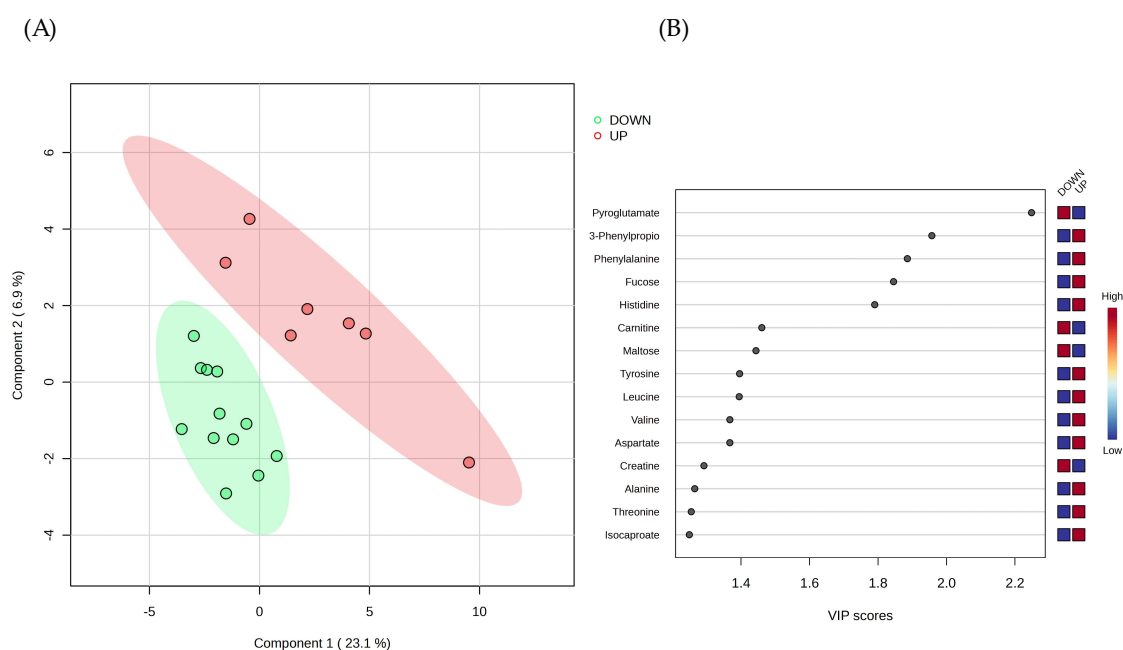 (A)
(B)
DOWN
UP
6
4
2
0
-2
-4
Component 2 ( 6.9 %)
-5
0
5
10
Component 1 ( 23.1 %)
DOWN
UP
Pyroglutamate
3-Phenylpropio
Phenylalanine
Fucose
Histidine
Carnitine
Maltose
Tyrosine
Leucine
Valine
Aspartate
Creatine
Alanine
Threonine
Isocaproate
1.4
1.6
1.8
2.0
2.2
VIP scores
High
Low